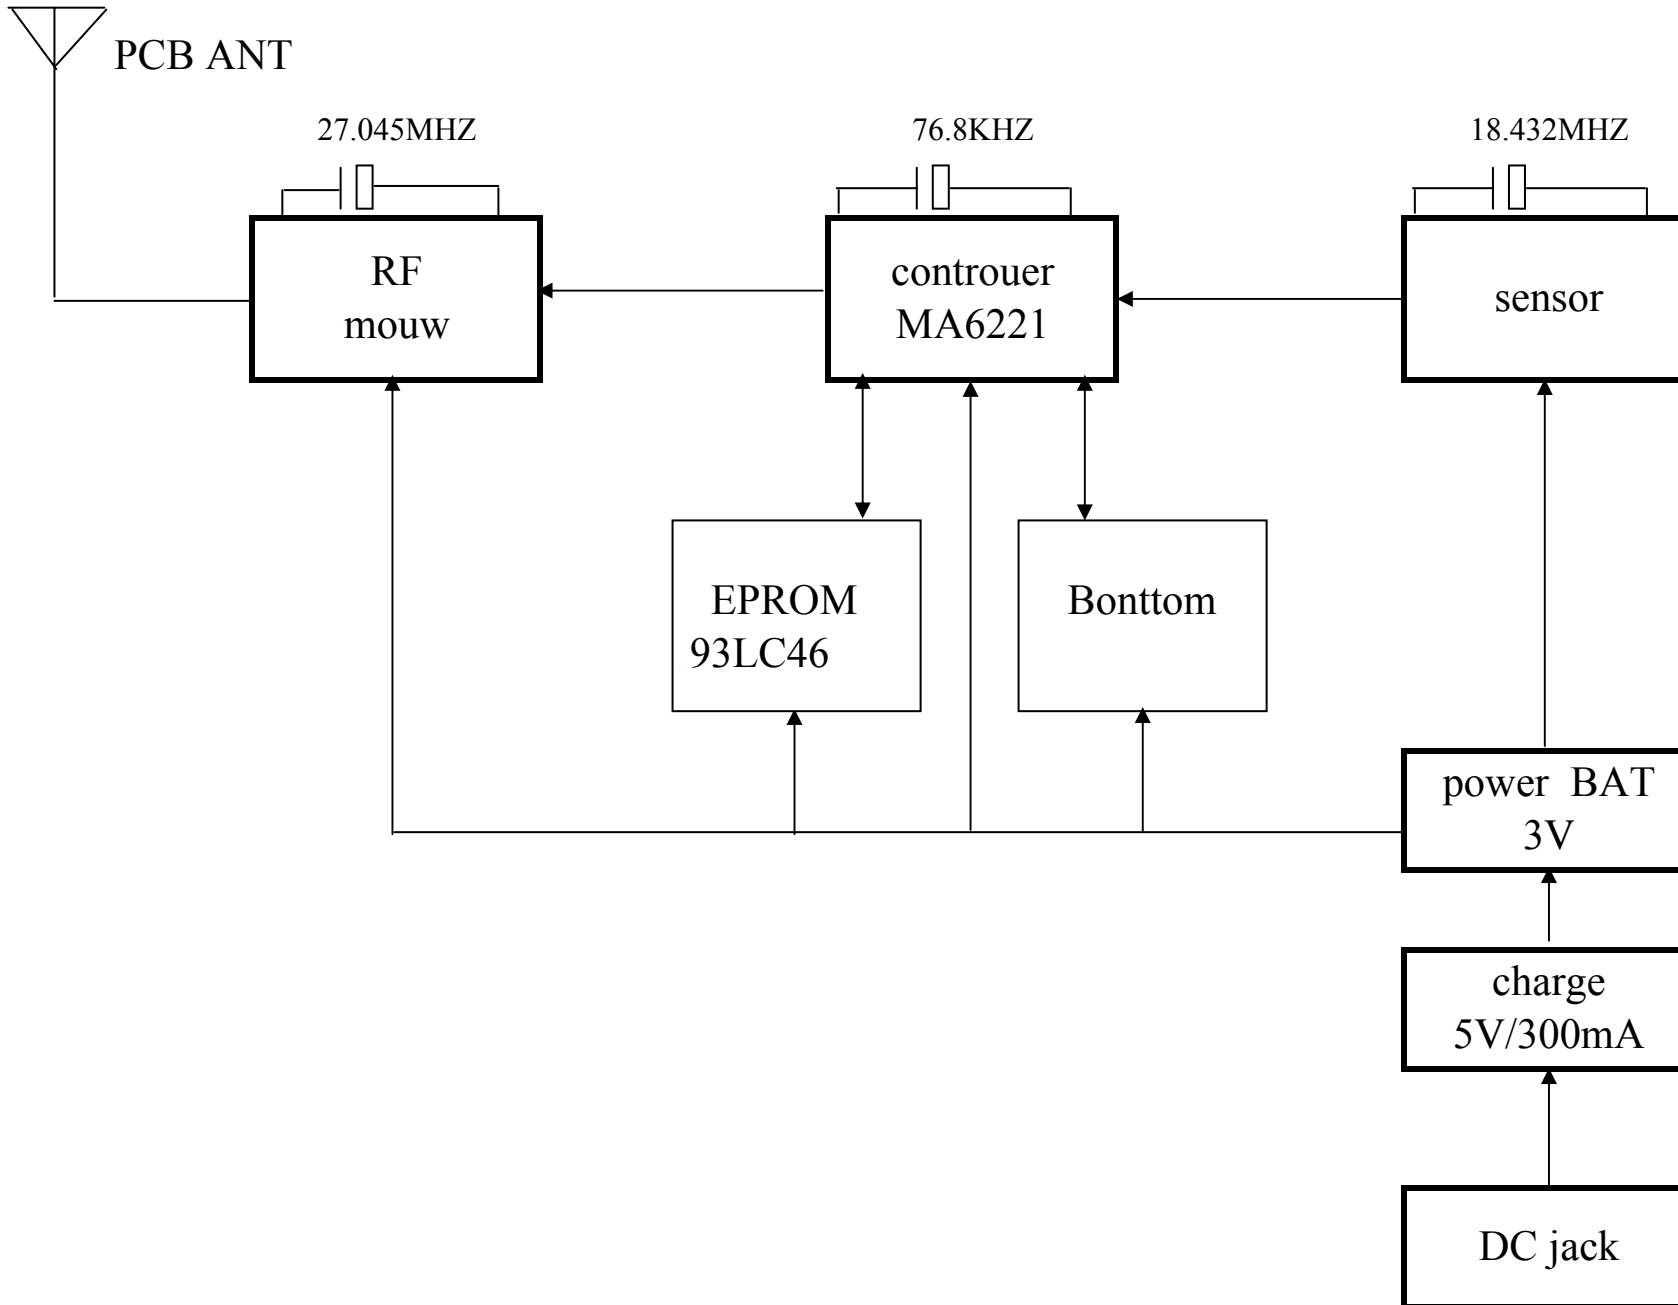 PCB ANT
27.045MHZ
76.8KHZ
18.432MHZ
RF
mouw
controuer
MA6221
sensor
EPROM
93LC46
Bonttom
power BAT
3V
charge
5V/300mA
DC jack